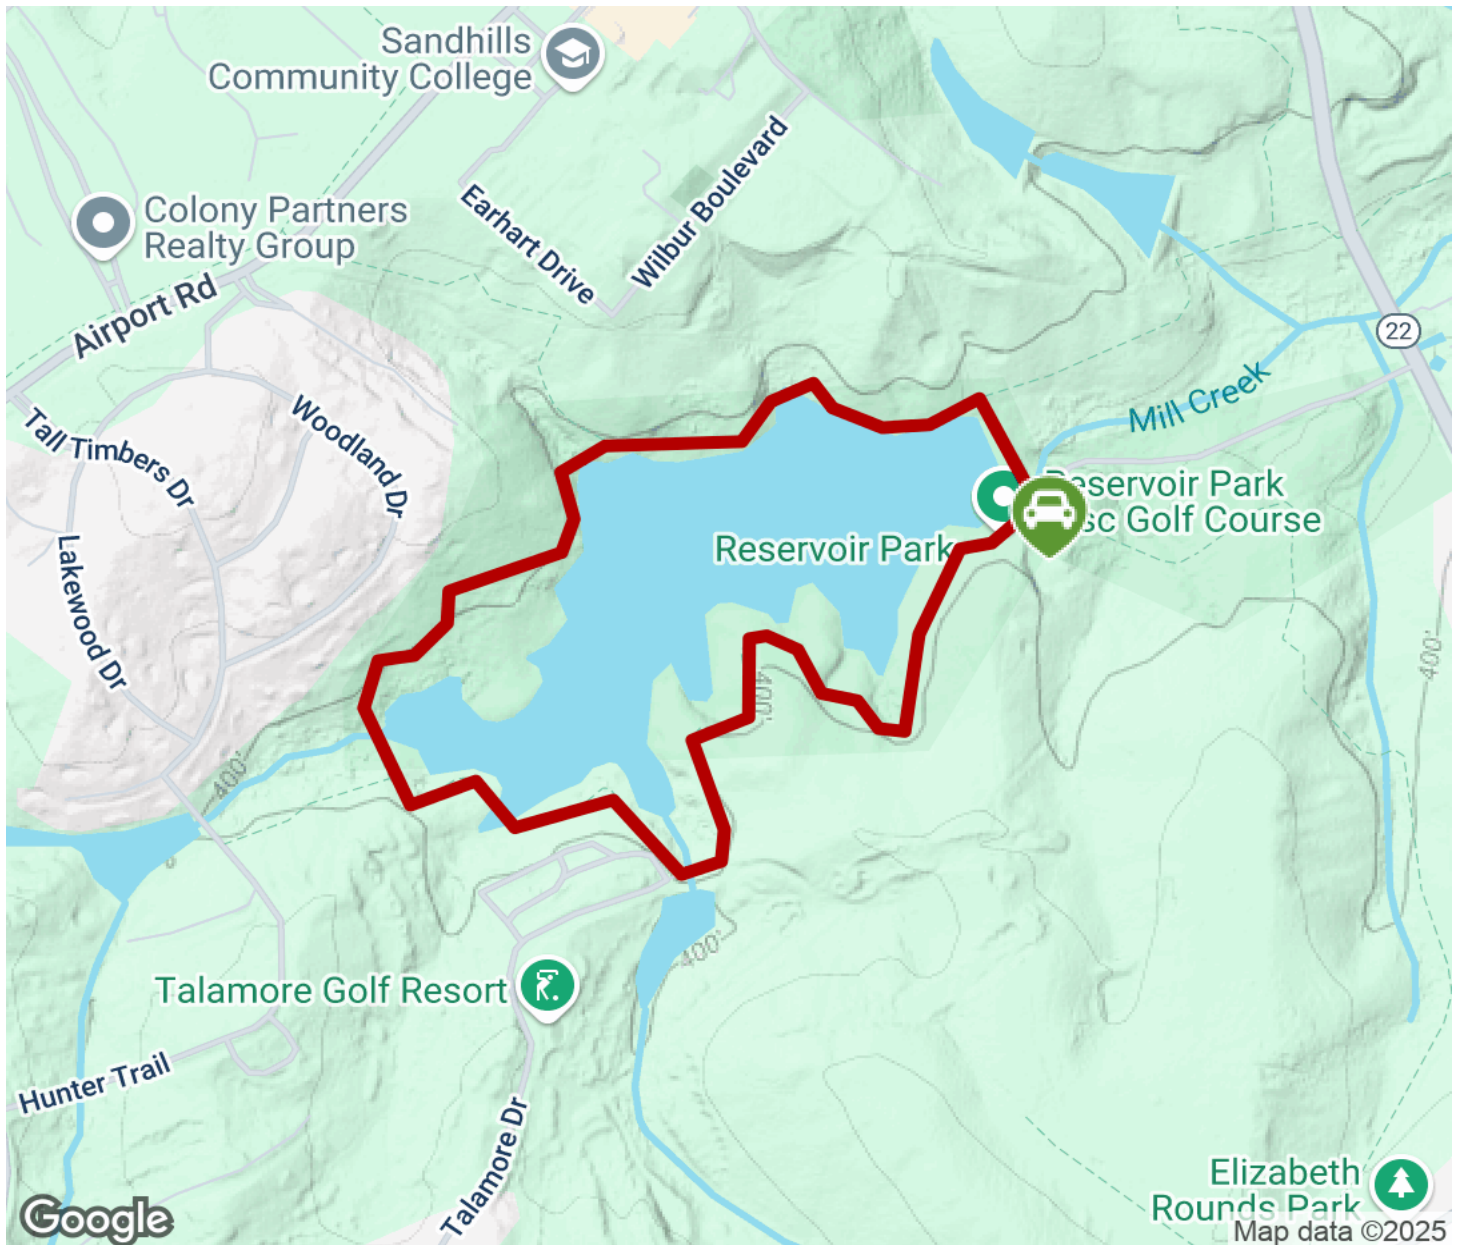 Sandhills
Community College
Colony Partners
Realty Group
Earhart Drive
Wilbur Boulevard
Airport Rd
22
Mill Creek
Tall Timbers Dr
Woodland Dr
Lakewood Dr
Reservoir Park
sc Golf Course
Reservoir Park
400'
400'
400'
400'
Talamore Golf Resort
Hunter Trail
Talamore Dr
Elizabeth
Rounds Park
Google
Map data ©2025